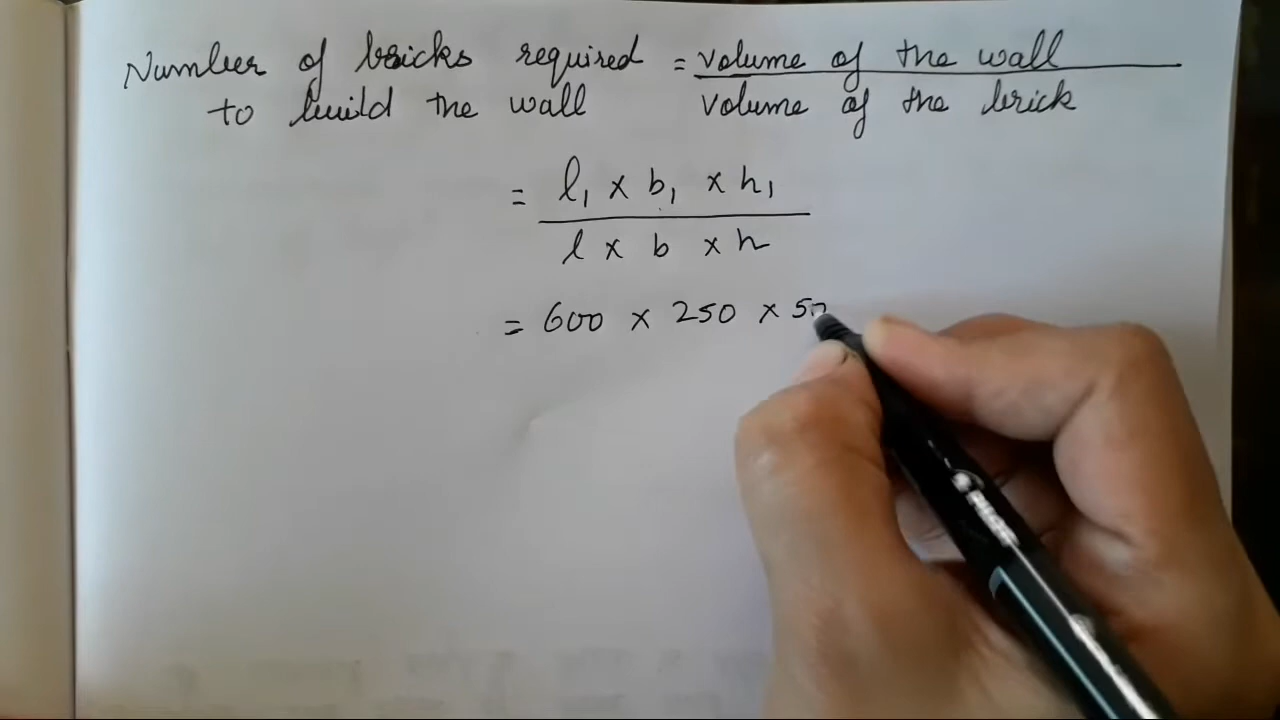 Number of bricks required = volume of the wall
to build the wall volume of the brick
= l₁ x b₁ x h₁
l x b x h
= 600 x 250 x 50